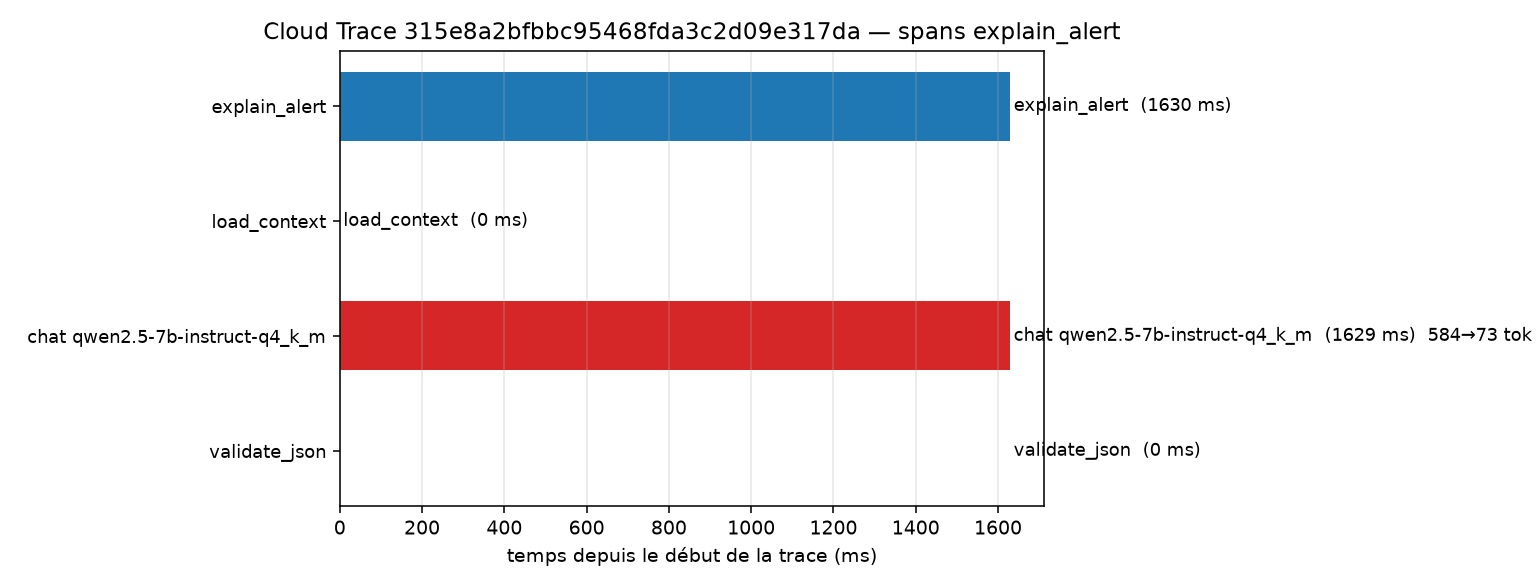 Cloud Trace 315e8a2bfbbc95468fda3c2d09e317da — spans explain_alert
explain_alert
explain_alert (1630 ms)
load_context
load_context (0 ms)
chat qwen2.5-7b-instruct-q4_k_m
chat qwen2.5-7b-instruct-q4_k_m (1629 ms) 584→73 tok
validate_json
validate_json (0 ms)
0 200 400 600 800 1000 1200 1400 1600
temps depuis le début de la trace (ms)